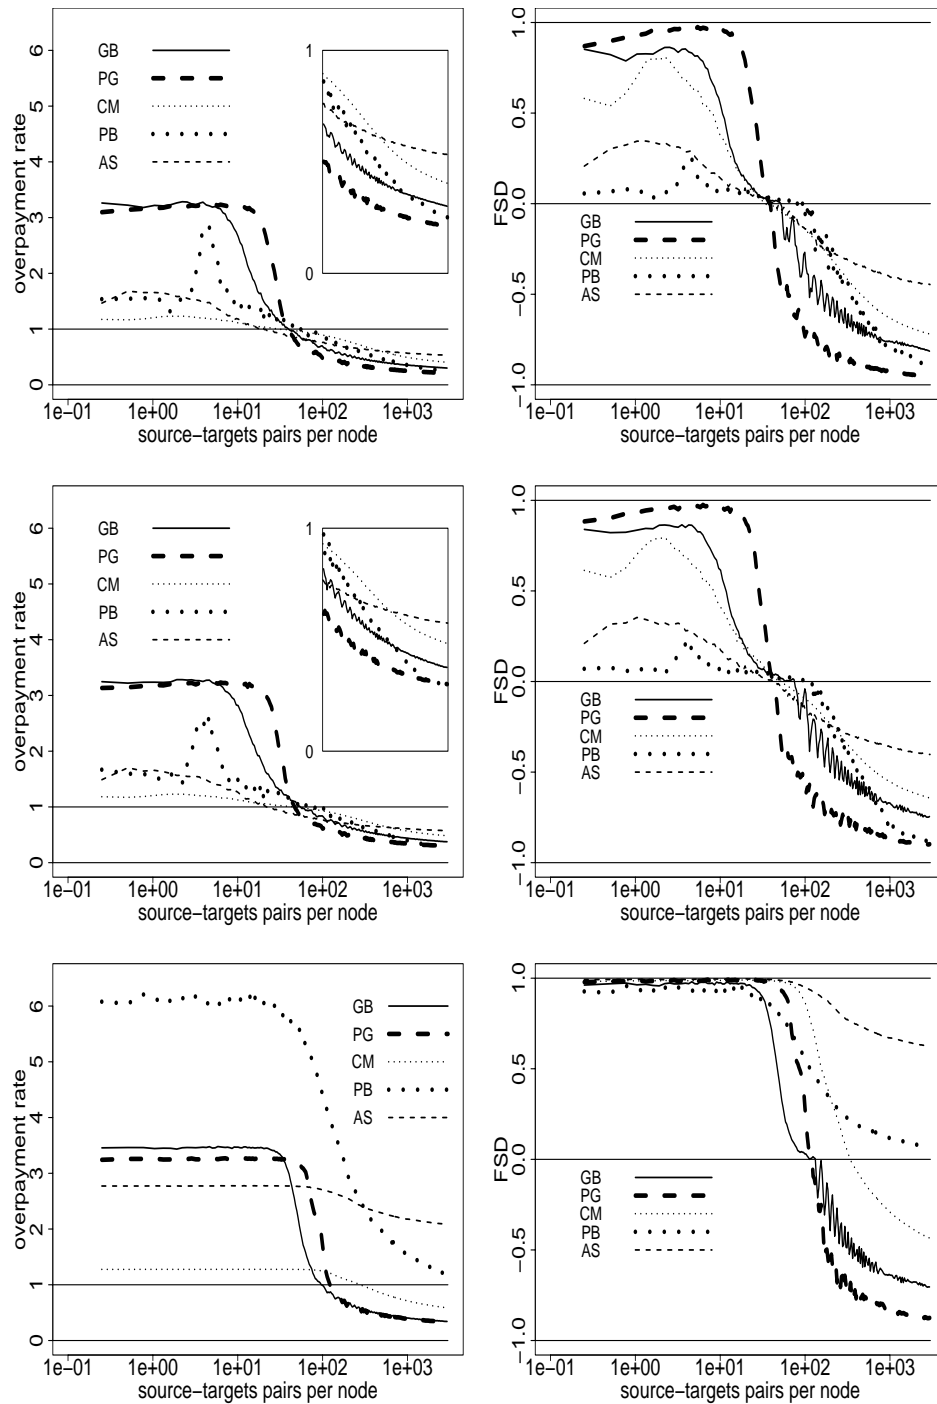 overpayment rate
6
5
4
3
2
1
0
GB
PG
CM
PB
AS
1
0
1e−01 1e+00 1e+01 1e+02 1e+03
source−targets pairs per node
FSD
1.0
0.5
0.0
−0.5
−1.0
GB
PG
CM
PB
AS
1e−01 1e+00 1e+01 1e+02 1e+03
source−targets pairs per node
overpayment rate
6
5
4
3
2
1
0
GB
PG
CM
PB
AS
1
0
1e−01 1e+00 1e+01 1e+02 1e+03
source−targets pairs per node
FSD
1.0
0.5
0.0
−0.5
−1.0
GB
PG
CM
PB
AS
1e−01 1e+00 1e+01 1e+02 1e+03
source−targets pairs per node
overpayment rate
6
5
4
3
2
1
0
GB
PG
CM
PB
AS
1e−01 1e+00 1e+01 1e+02 1e+03
source−targets pairs per node
FSD
1.0
0.5
0.0
−0.5
−1.0
GB
PG
CM
PB
AS
1e−01 1e+00 1e+01 1e+02 1e+03
source−targets pairs per node